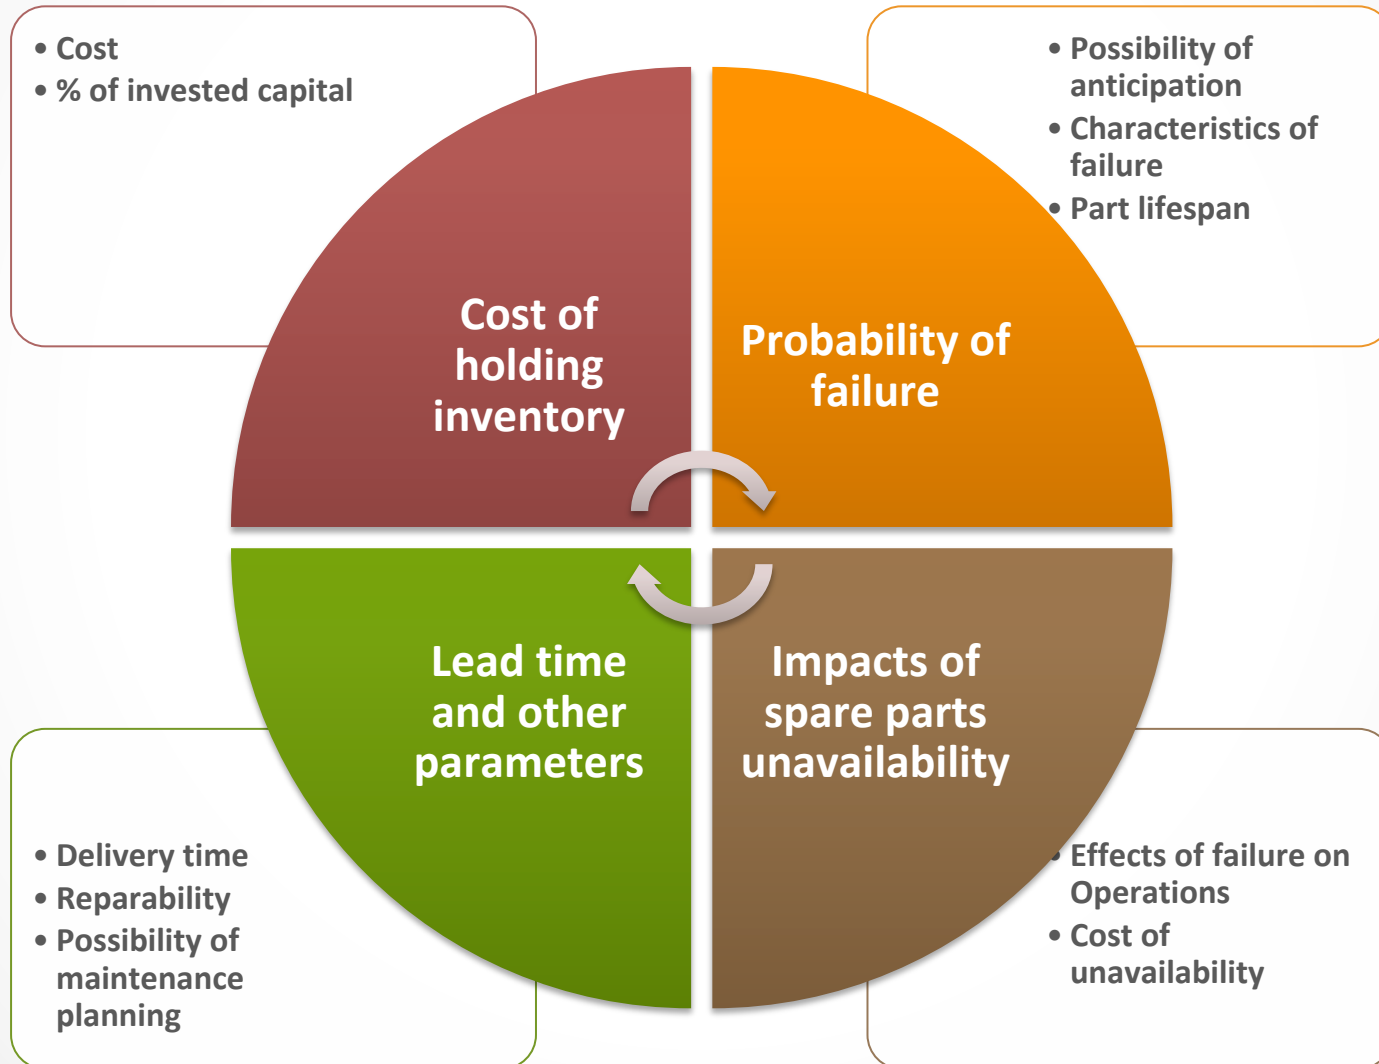 • Cost
• % of invested capital
• Possibility of
anticipation
• Characteristics of
failure
• Part lifespan
Cost of
holding
inventory
Probability of
failure
Lead time
and other
parameters
Impacts of
spare parts
unavailability
• Delivery time
• Reparability
• Possibility of
maintenance
planning
• Effects of failure on
Operations
• Cost of
unavailability